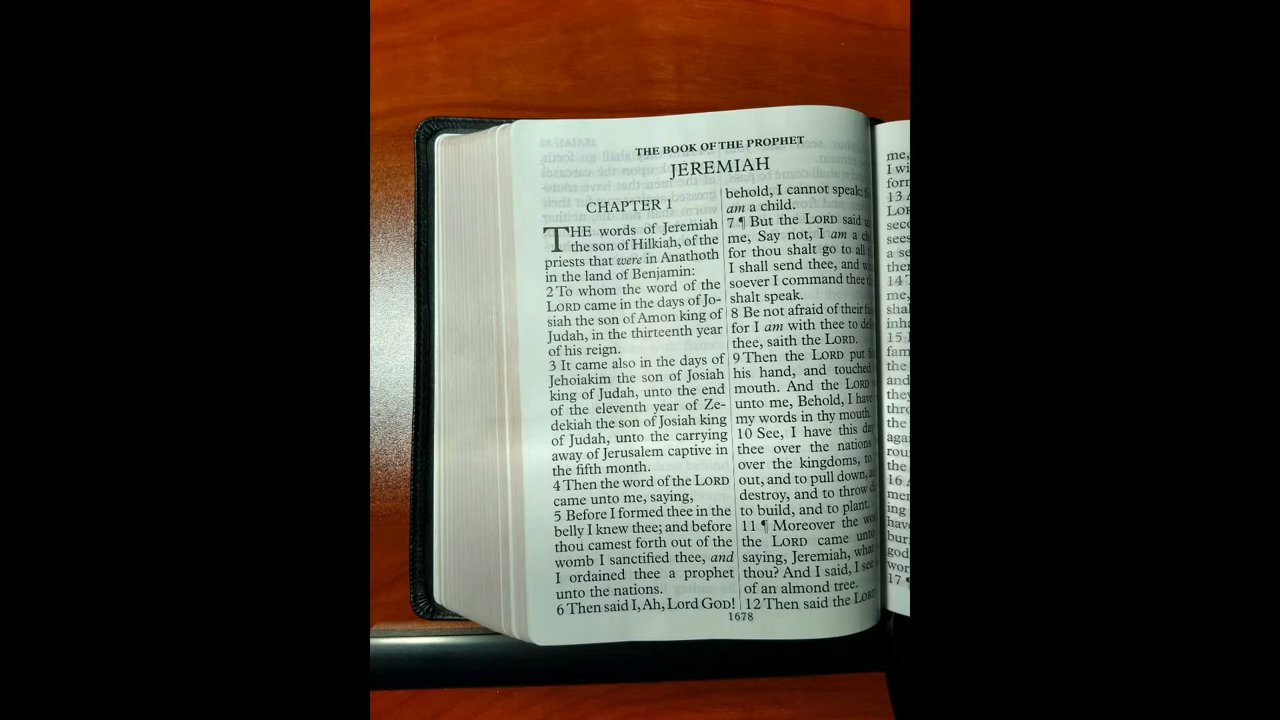 THE BOOK OF THE PROPHET
JEREMIAH
CHAPTER 1
THE words of Jeremiah
the son of Hilkiah, of the
priests that were in Anathoth
in the land of Benjamin:
2 To whom the word of the
LORD came in the days of Jo-
siah the son of Amon king of
Judah, in the thirteenth year
of his reign.
3 It came also in the days of
Jehoiakim the son of Josiah
king of Judah, unto the end
of the eleventh year of Ze-
dekiah the son of Josiah king
of Judah, unto the carrying
away of Jerusalem captive in
the fifth month.
4 Then the word of the LORD
came unto me, saying,
5 Before I formed thee in the
belly I knew thee; and before
thou camest forth out of the
womb I sanctified thee, and
I ordained thee a prophet
unto the nations.
6 Then said I, Ah, Lord GOD!
behold, I cannot speak:
am a child.
7 ¶ But the LORD said
me, Say not, I am a
for thou shalt go to all
I shall send thee, and
soever I command thee
shalt speak.
8 Be not afraid of their
for I am with thee to
thee, saith the LORD.
9 Then the LORD put
his hand, and touched
mouth. And the LORD
unto me, Behold, I have
my words in thy mouth.
10 See, I have this day
thee over the nations
over the kingdoms, to
out, and to pull down,
destroy, and to throw
to build, and to plant.
11 ¶ Moreover the
the LORD came unto
saying, Jeremiah, what
thou? And I said, I see
of an almond tree.
12 Then said the LORD
1678
me,
I
13
a
14
me,
15
the
and
the
the
16
ing
17 ¶